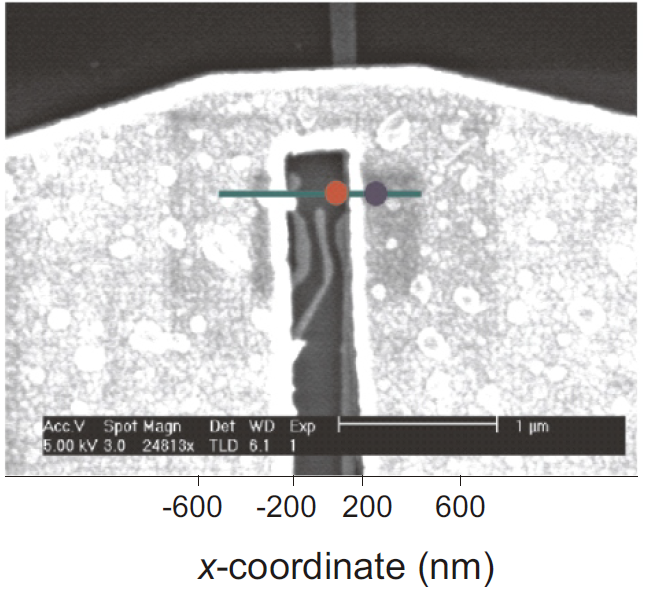 Acc.V Spot Magn Det WD Exp 1 µm
5.00 kV 3.0 24813x TLD 6.1 1
-600 -200 200 600
x-coordinate (nm)